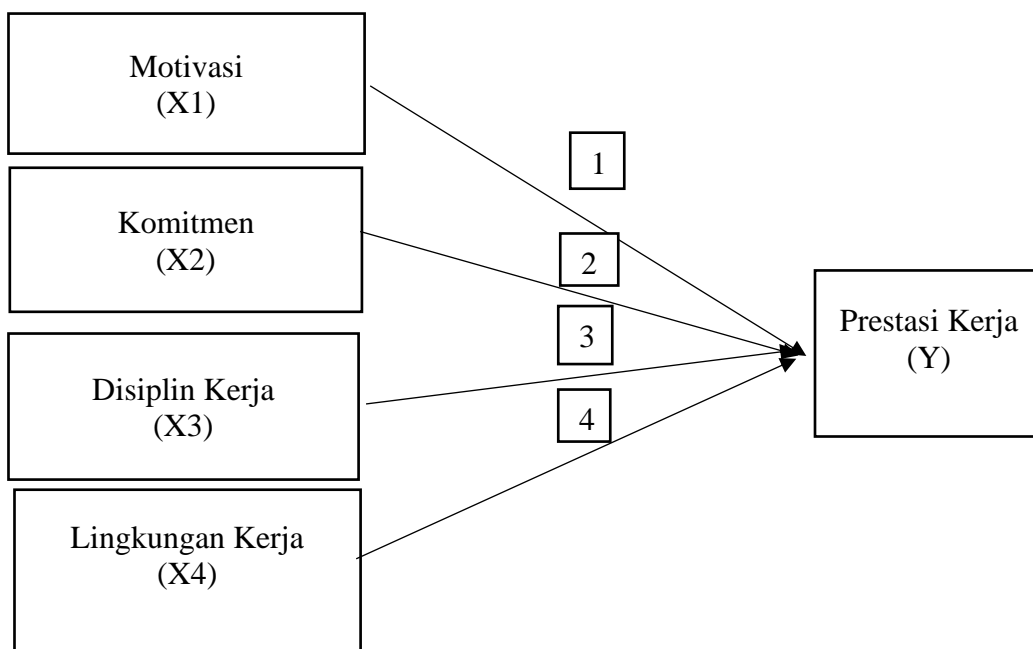 Motivasi
(X1)
1
Komitmen
(X2)
2
3
Prestasi Kerja
(Y)
Disiplin Kerja
(X3)
4
Lingkungan Kerja
(X4)